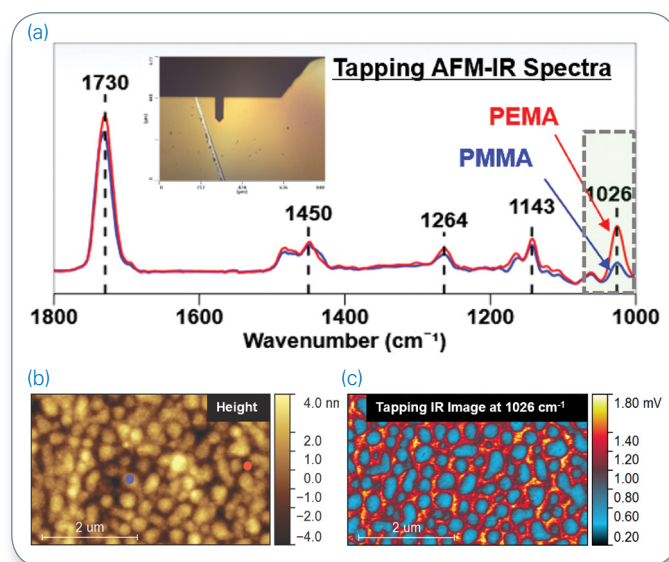 (a)
Tapping AFM-IR Spectra
1730
PEMA
PMMA
1026
1450
1264
1143
1800
1600
1400
1200
1000
Wavenumber (cm⁻¹)
(b)
(c)
Height
4.0 nm
2.0
1.0
0.0
−1.0
−2.0
−4.0
2 um
Tapping IR Image at 1026 cm⁻¹
1.80 mV
1.40
1.20
1.00
0.80
0.60
0.20
2 um